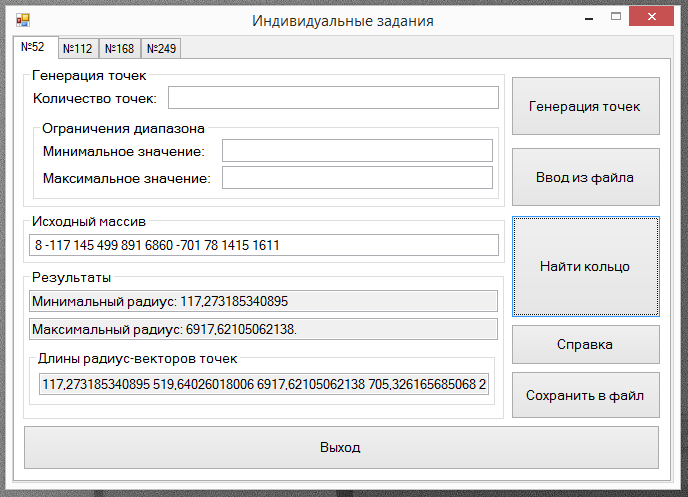 Индивидуальные задания
№52 №112 №168 №249
Генерация точек
Количество точек:
Ограничения диапазона
Минимальное значение:
Максимальное значение:
Исходный массив
8 -117 145 499 891 6860 -701 78 1415 1611
Результаты
Минимальный радиус: 117,273185340895
Максимальный радиус: 6917,62105062138.
Длины радиус-векторов точек
117,273185340895 519,64026018006 6917,62105062138 705,326165685068 2
Генерация точек
Ввод из файла
Найти кольцо
Справка
Сохранить в файл
Выход